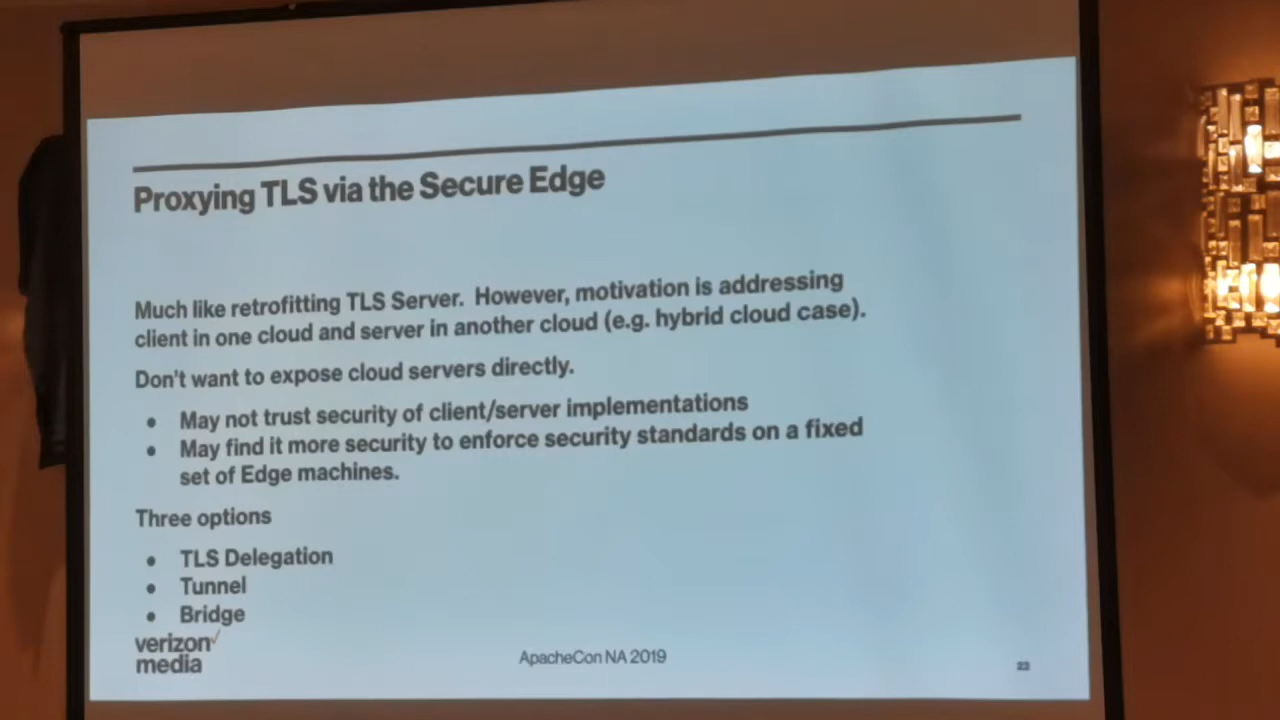 Proxying TLS via the Secure Edge
Much like retrofitting TLS Server. However, motivation is addressing
client in one cloud and server in another cloud (e.g. hybrid cloud case).
Don't want to expose cloud servers directly.
• May not trust security of client/server implementations
• May find it more security to enforce security standards on a fixed
set of Edge machines.
Three options
• TLS Delegation
• Tunnel
• Bridge
verizon✓
media
ApacheCon NA 2019